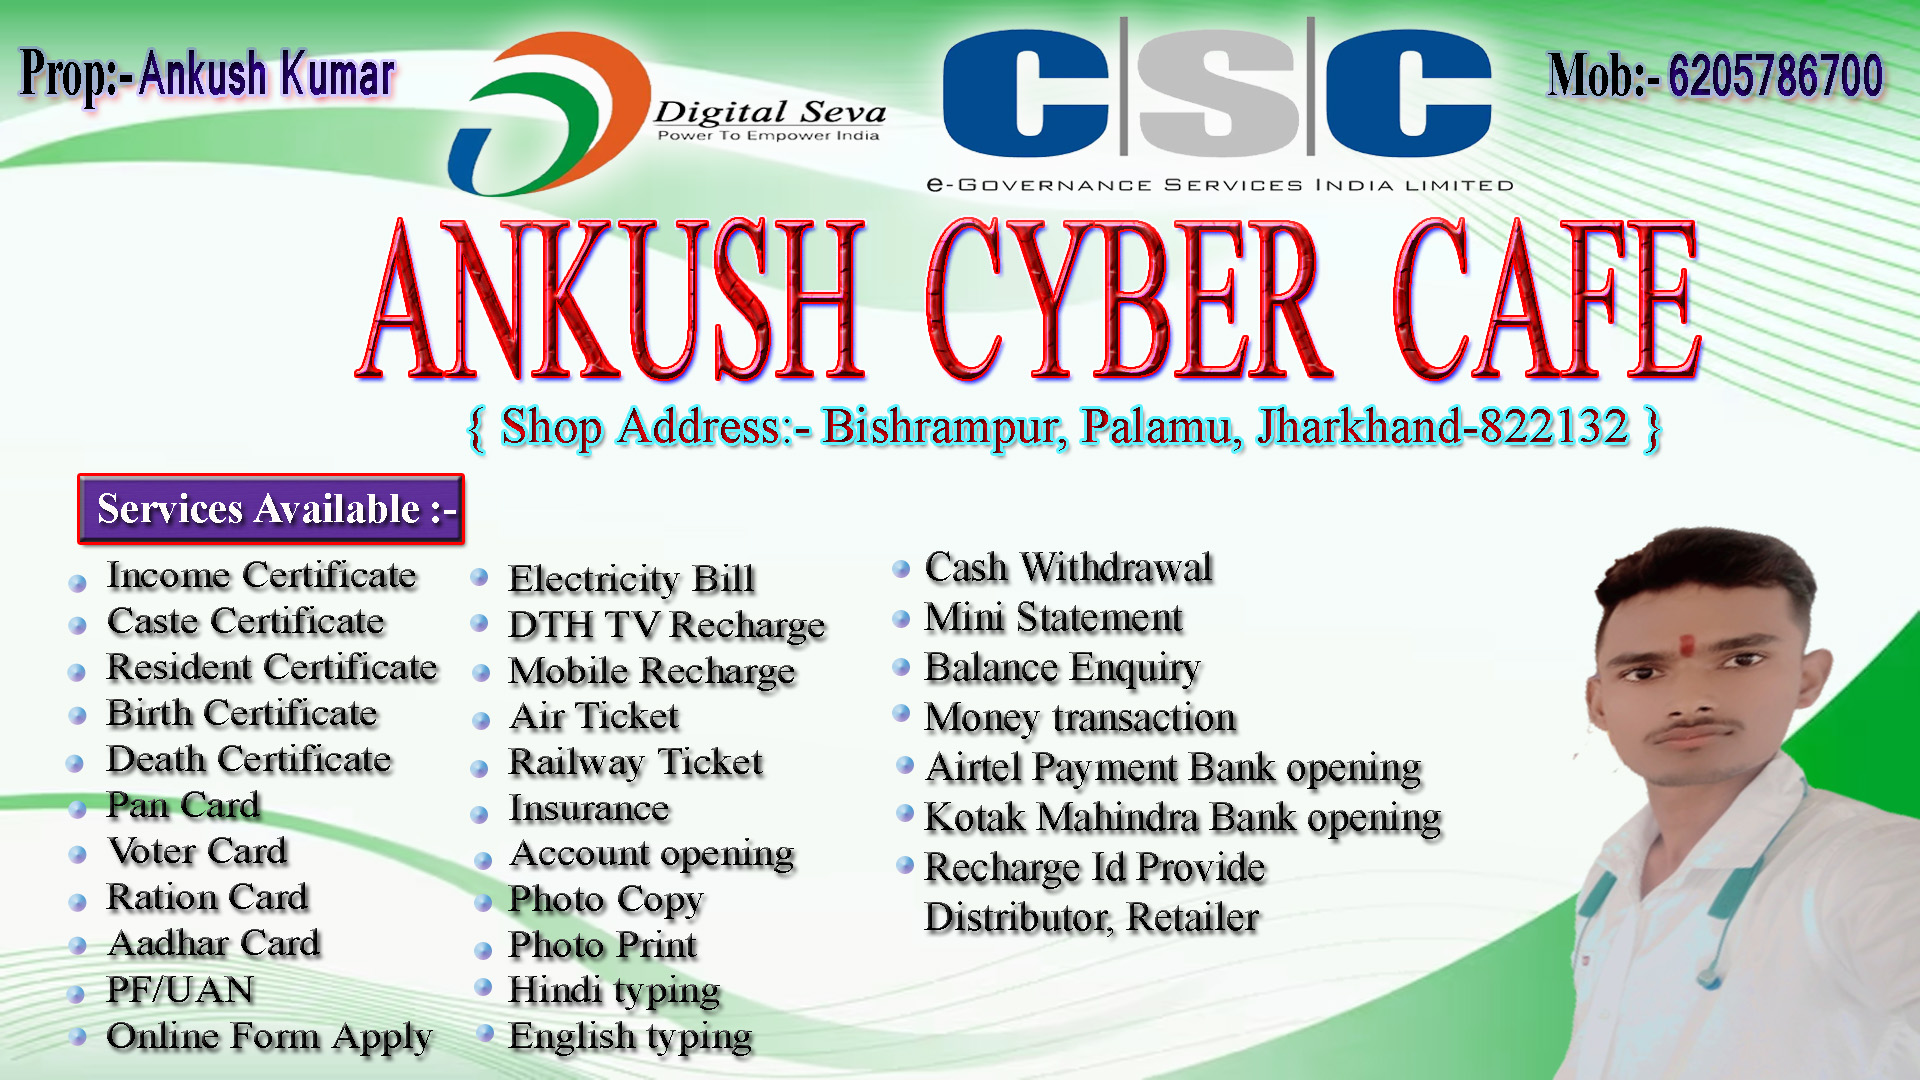 Prop:- Ankush Kumar
Digital Seva
Power To Empower India
CSC
e-Governance Services India Limited
Mob:- 6205786700
ANKUSH CYBER CAFE
{ Shop Address:- Bishrampur, Palamu, Jharkhand-822132 }
Services Available :-
Income Certificate
Caste Certificate
Resident Certificate
Birth Certificate
Death Certificate
Pan Card
Voter Card
Ration Card
Aadhar Card
PF/UAN
Online Form Apply
Electricity Bill
DTH TV Recharge
Mobile Recharge
Air Ticket
Railway Ticket
Insurance
Account opening
Photo Copy
Photo Print
Hindi typing
English typing
Cash Withdrawal
Mini Statement
Balance Enquiry
Money transaction
Airtel Payment Bank opening
Kotak Mahindra Bank opening
Recharge Id Provide
Distributor, Retailer